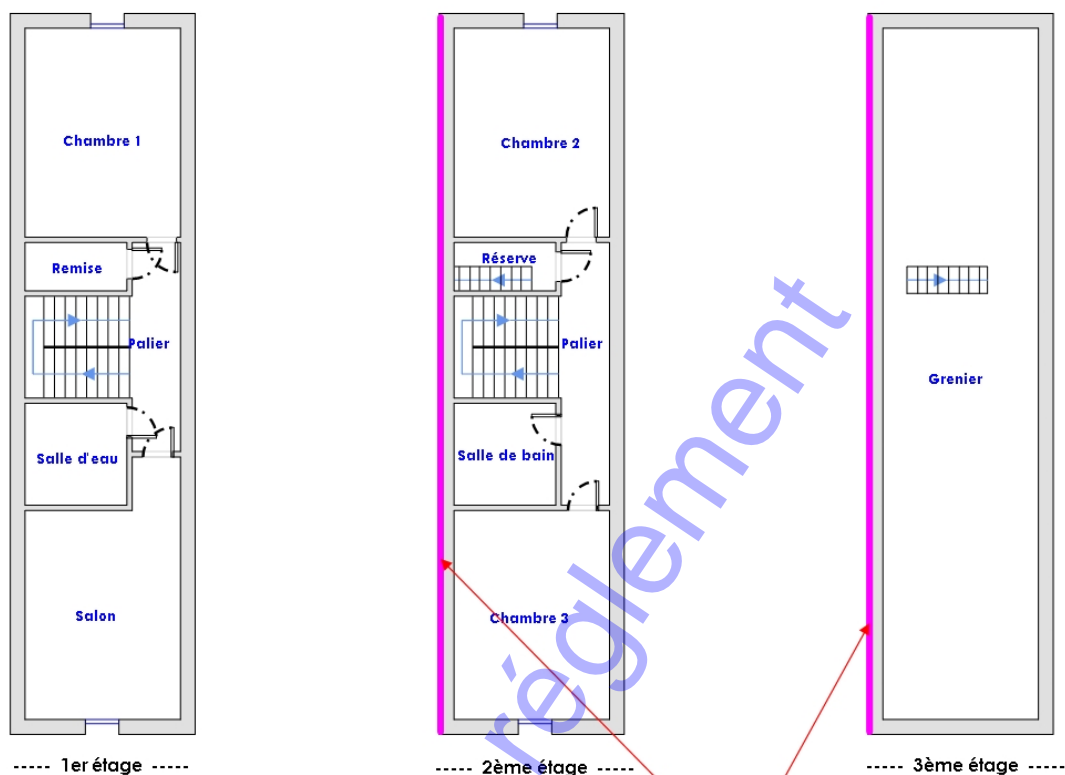 Chambre 1
Remise
Palier
Salle d'eau
Salon
----- 1er étage -----
Chambre 2
Réserve
Palier
Salle de bain
Chambre 3
----- 2ème étage -----
Grenier
----- 3ème étage -----
réglement